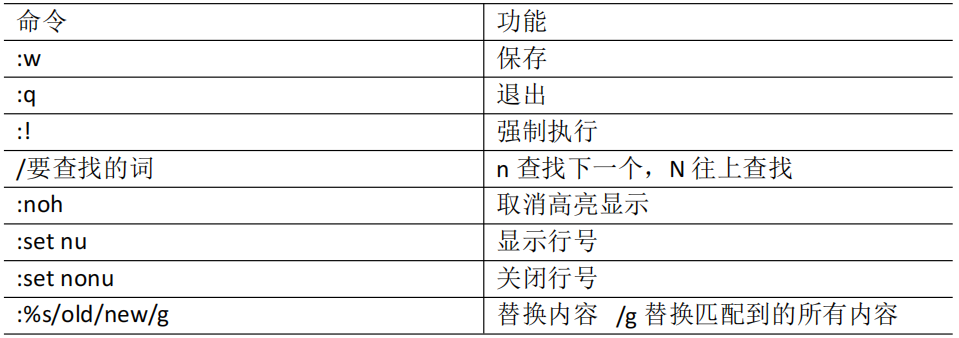 命令 功能
:w 保存
:q 退出
:! 强制执行
/要查找的词 n 查找下一个，N 往上查找
:noh 取消高亮显示
:set nu 显示行号
:set nonu 关闭行号
:%s/old/new/g 替换内容 /g 替换匹配到的所有内容